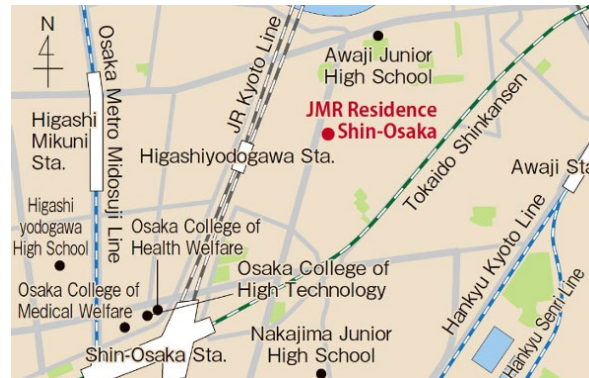 N
Osaka Metro Midosuji Line
JR Kyoto Line
Awaji Junior
High School
JMR Residence
Shin-Osaka
Higashi
Mikuni
Sta.
Higashiyodogawa Sta.
Tokaido Shinkansen
Awaji Sta
Higashi
yodogawa
High School
Osaka College of
Health Welfare
Osaka College of
High Technology
Osaka College of
Medical Welfare
Shin-Osaka Sta.
Nakajima Junior
High School
Hankyu Kyoto Line
Hankyu Senri Line